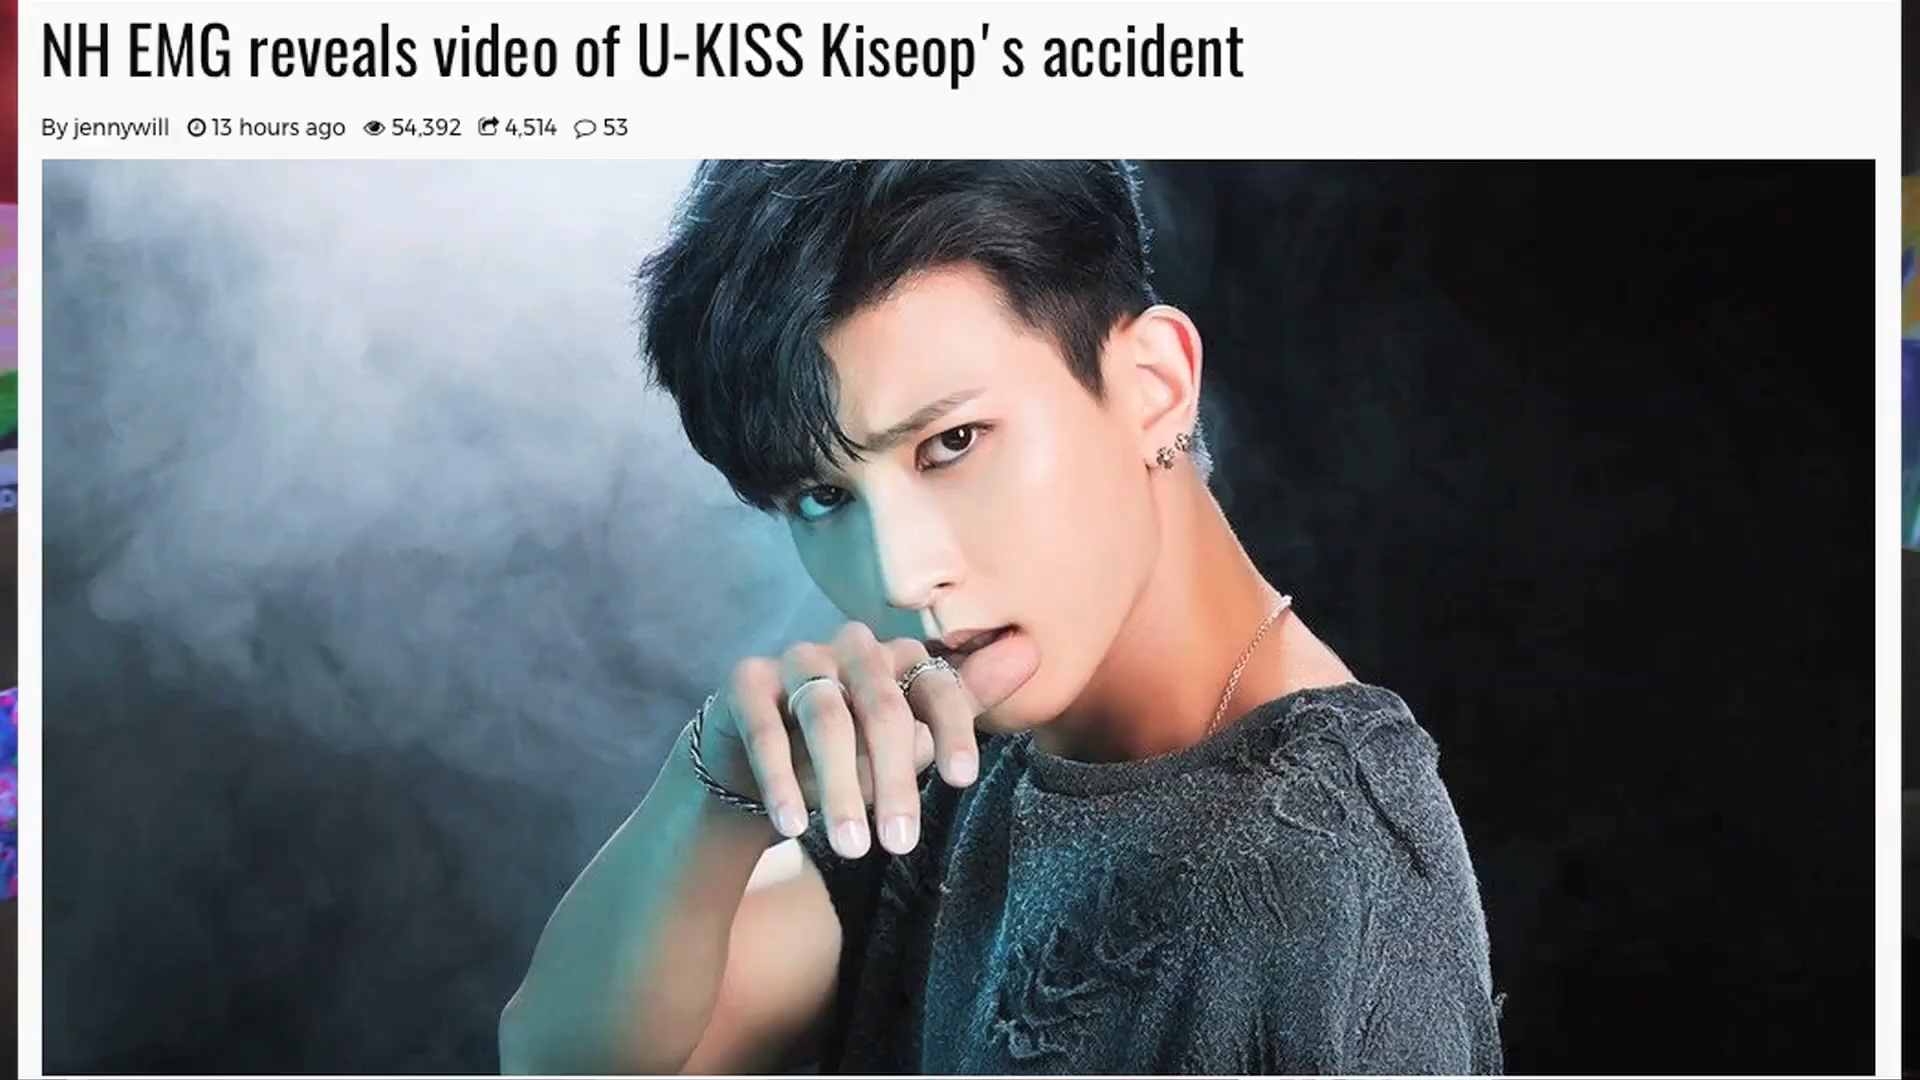 NH EMG reveals video of U-KISS Kiseop's accident
By jennywill 13 hours ago 54,392 4,514 53